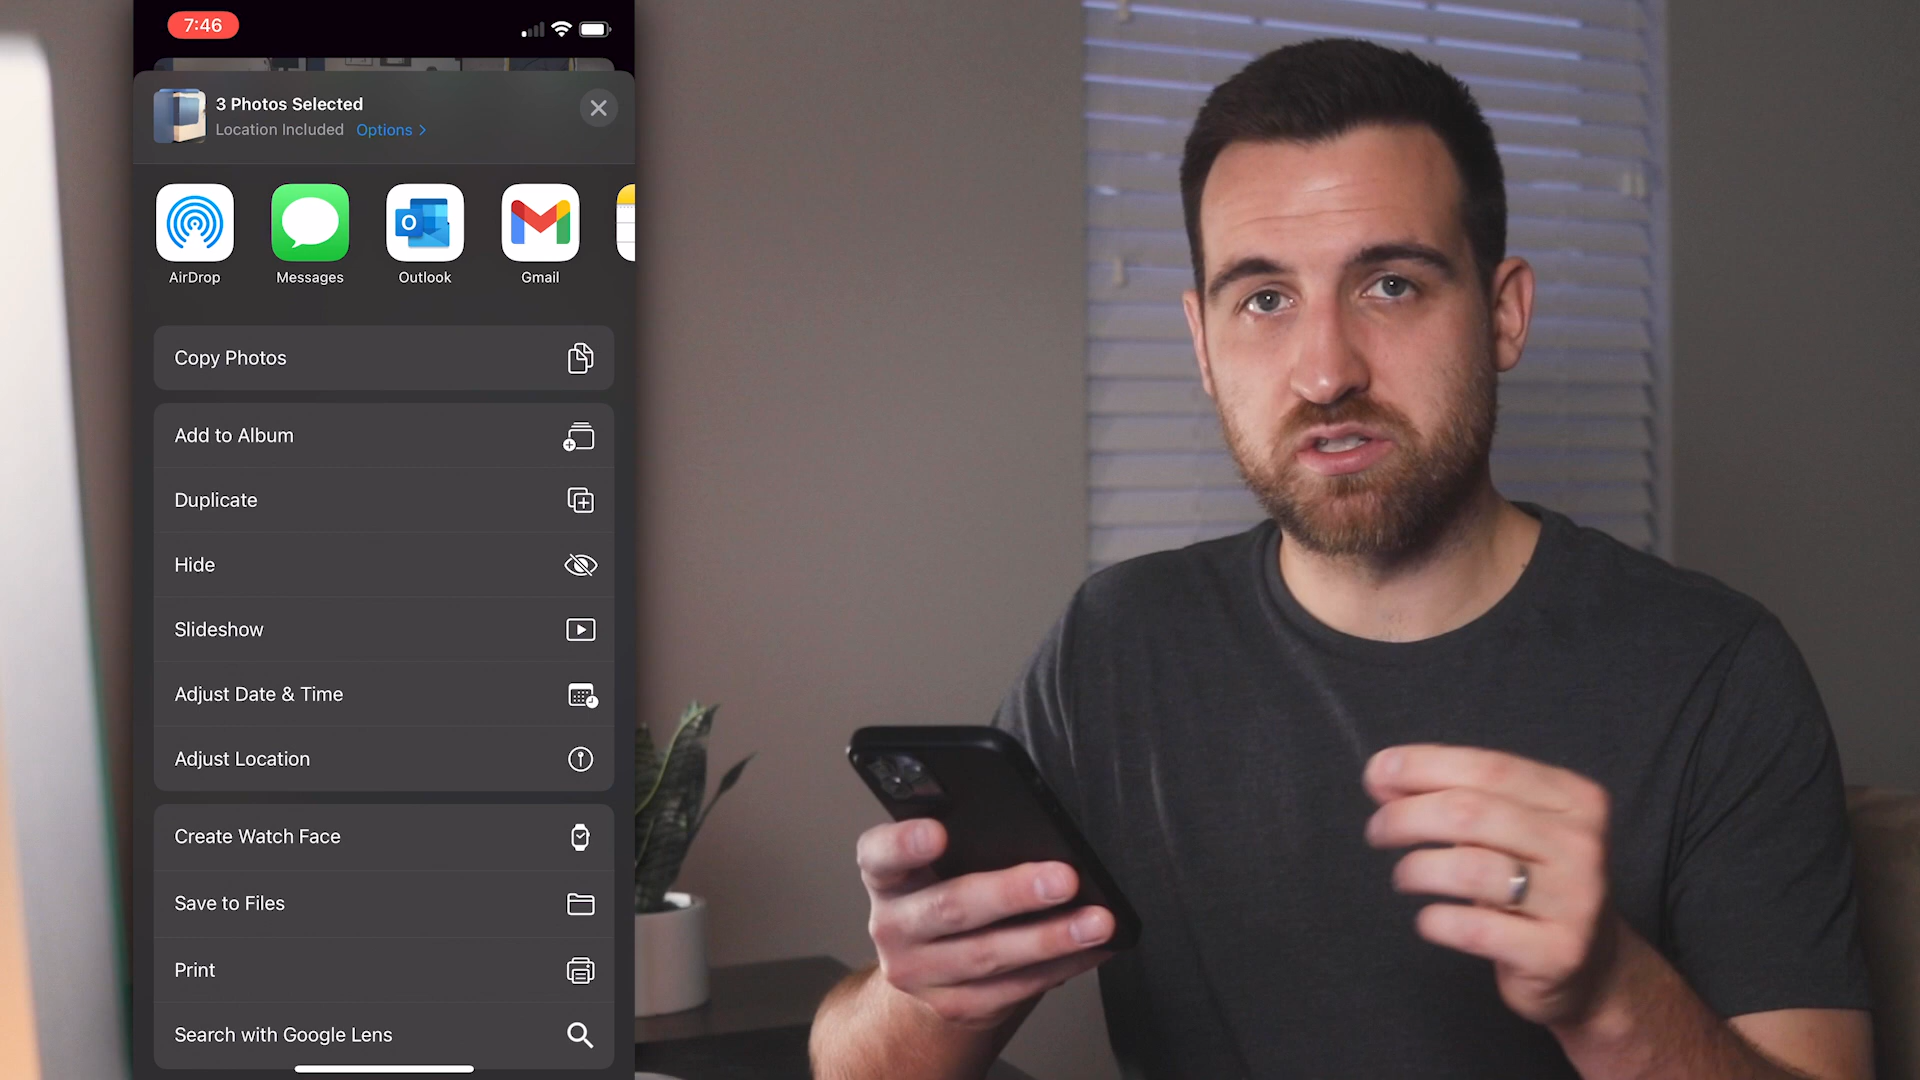 7:46
3 Photos Selected
Location Included Options >
AirDrop
Messages
Outlook
Gmail
Copy Photos
Add to Album
Duplicate
Hide
Slideshow
Adjust Date & Time
Adjust Location
Create Watch Face
Save to Files
Print
Search with Google Lens